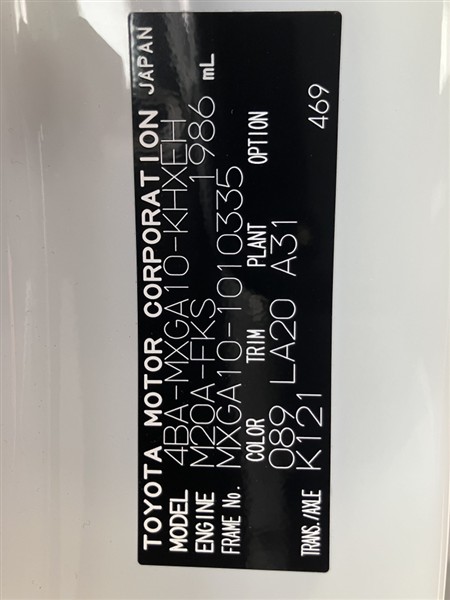 TOYOTA MOTOR CORPORATION JAPAN
MODEL 4BA-MXGA10-KHXEH
ENGINE M20A-FKS 1986 mL
FRAME No. MXGA10-1010335
COLOR TRIM PLANT OPTION
089 LA20 A31
TRANS./AXLE K121 469